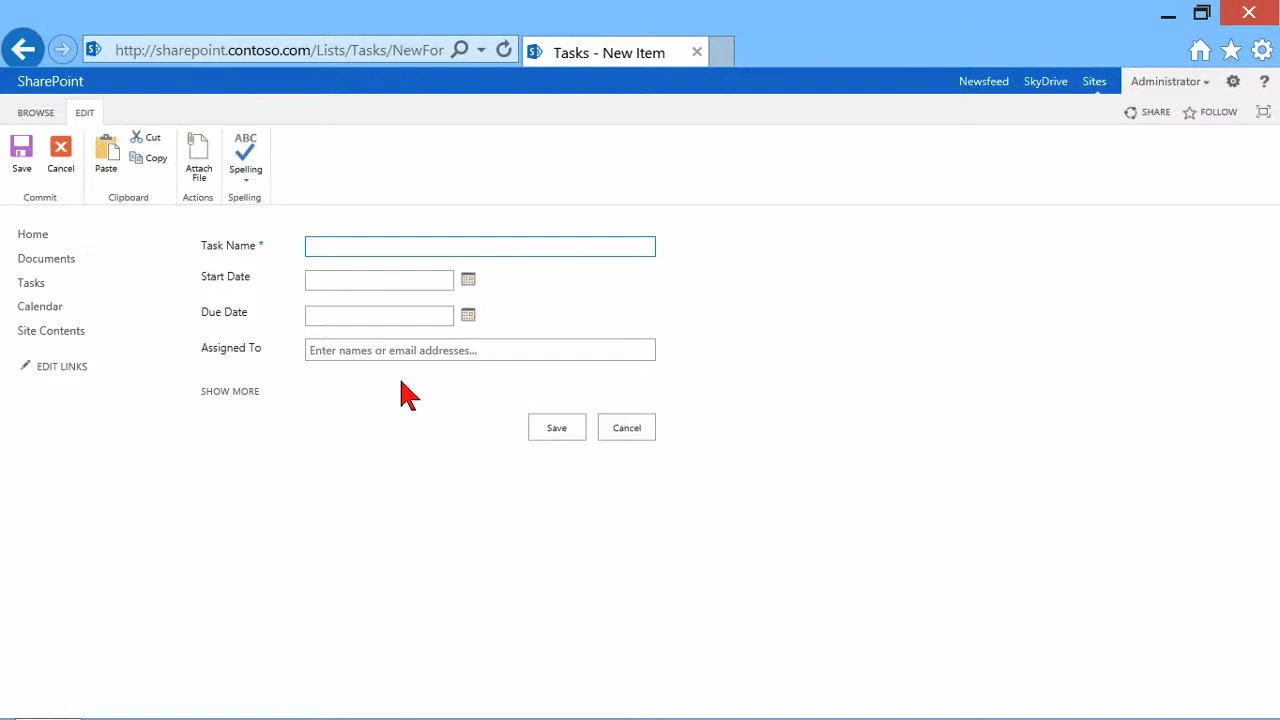 http://sharepoint.contoso.com/Lists/Tasks/NewFor
Tasks - New Item
SharePoint
Newsfeed SkyDrive Sites Administrator ?
BROWSE EDIT
SHARE FOLLOW
Save Cancel Paste Cut Copy Attach File ABC Spelling
Commit Clipboard Actions Spelling
Home
Documents
Tasks
Calendar
Site Contents
EDIT LINKS
Task Name *
Start Date
Due Date
Assigned To Enter names or email addresses...
SHOW MORE
Save Cancel